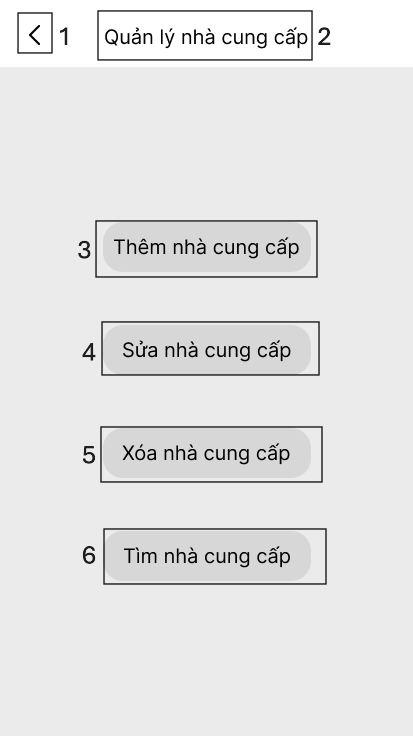 1 Quản lý nhà cung cấp 2
3 Thêm nhà cung cấp
4 Sửa nhà cung cấp
5 Xóa nhà cung cấp
6 Tìm nhà cung cấp